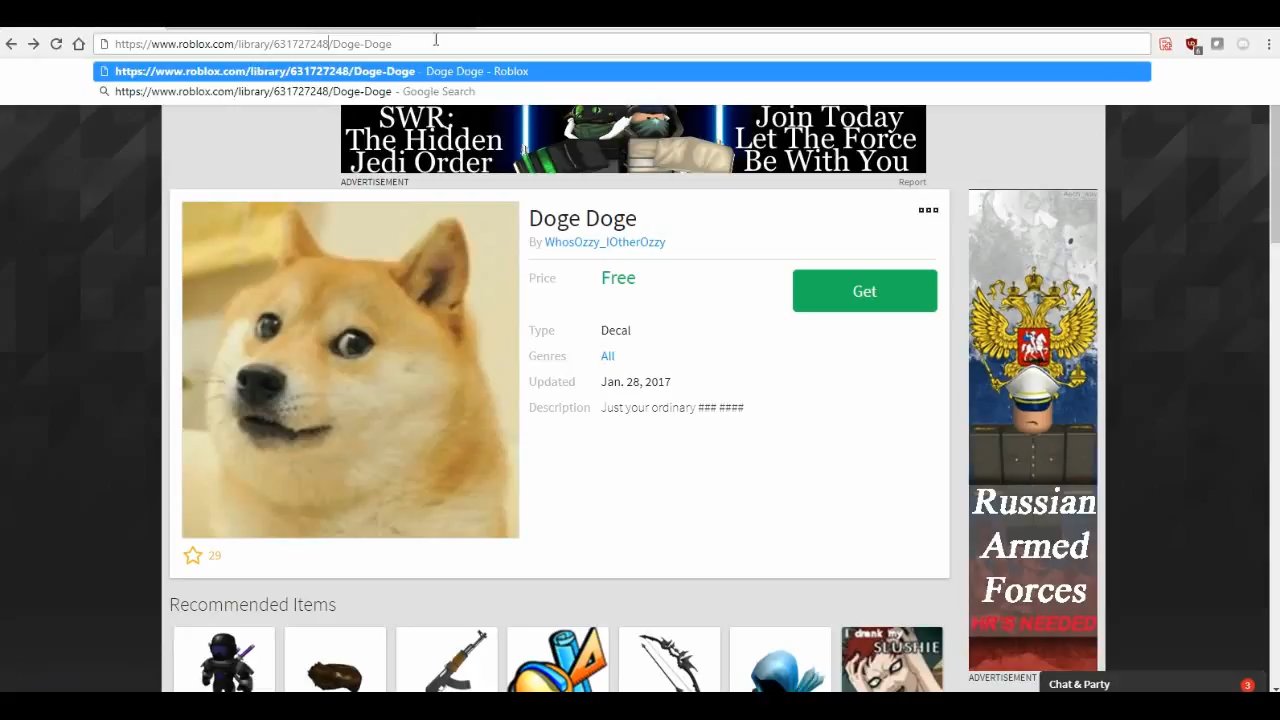 https://www.roblox.com/library/631727248/Doge-Doge
https://www.roblox.com/library/631727248/Doge-Doge - Doge Doge - Roblox
https://www.roblox.com/library/631727248/Doge-Doge - Google Search
SWR:
The Hidden
Jedi Order
Join Today
Let The Force
Be With You
ADVERTISEMENT
Report
Doge Doge
By WhosOzzy_IOtherOzzy
Price Free
Get
Type Decal
Genres All
Updated Jan. 28, 2017
Description Just your ordinary ### ####
29
Recommended Items
I drank my
SLUSHIE
Russian
Armed
Forces
HR'S NEEDED
ADVERTISEMENT
Chat & Party
3